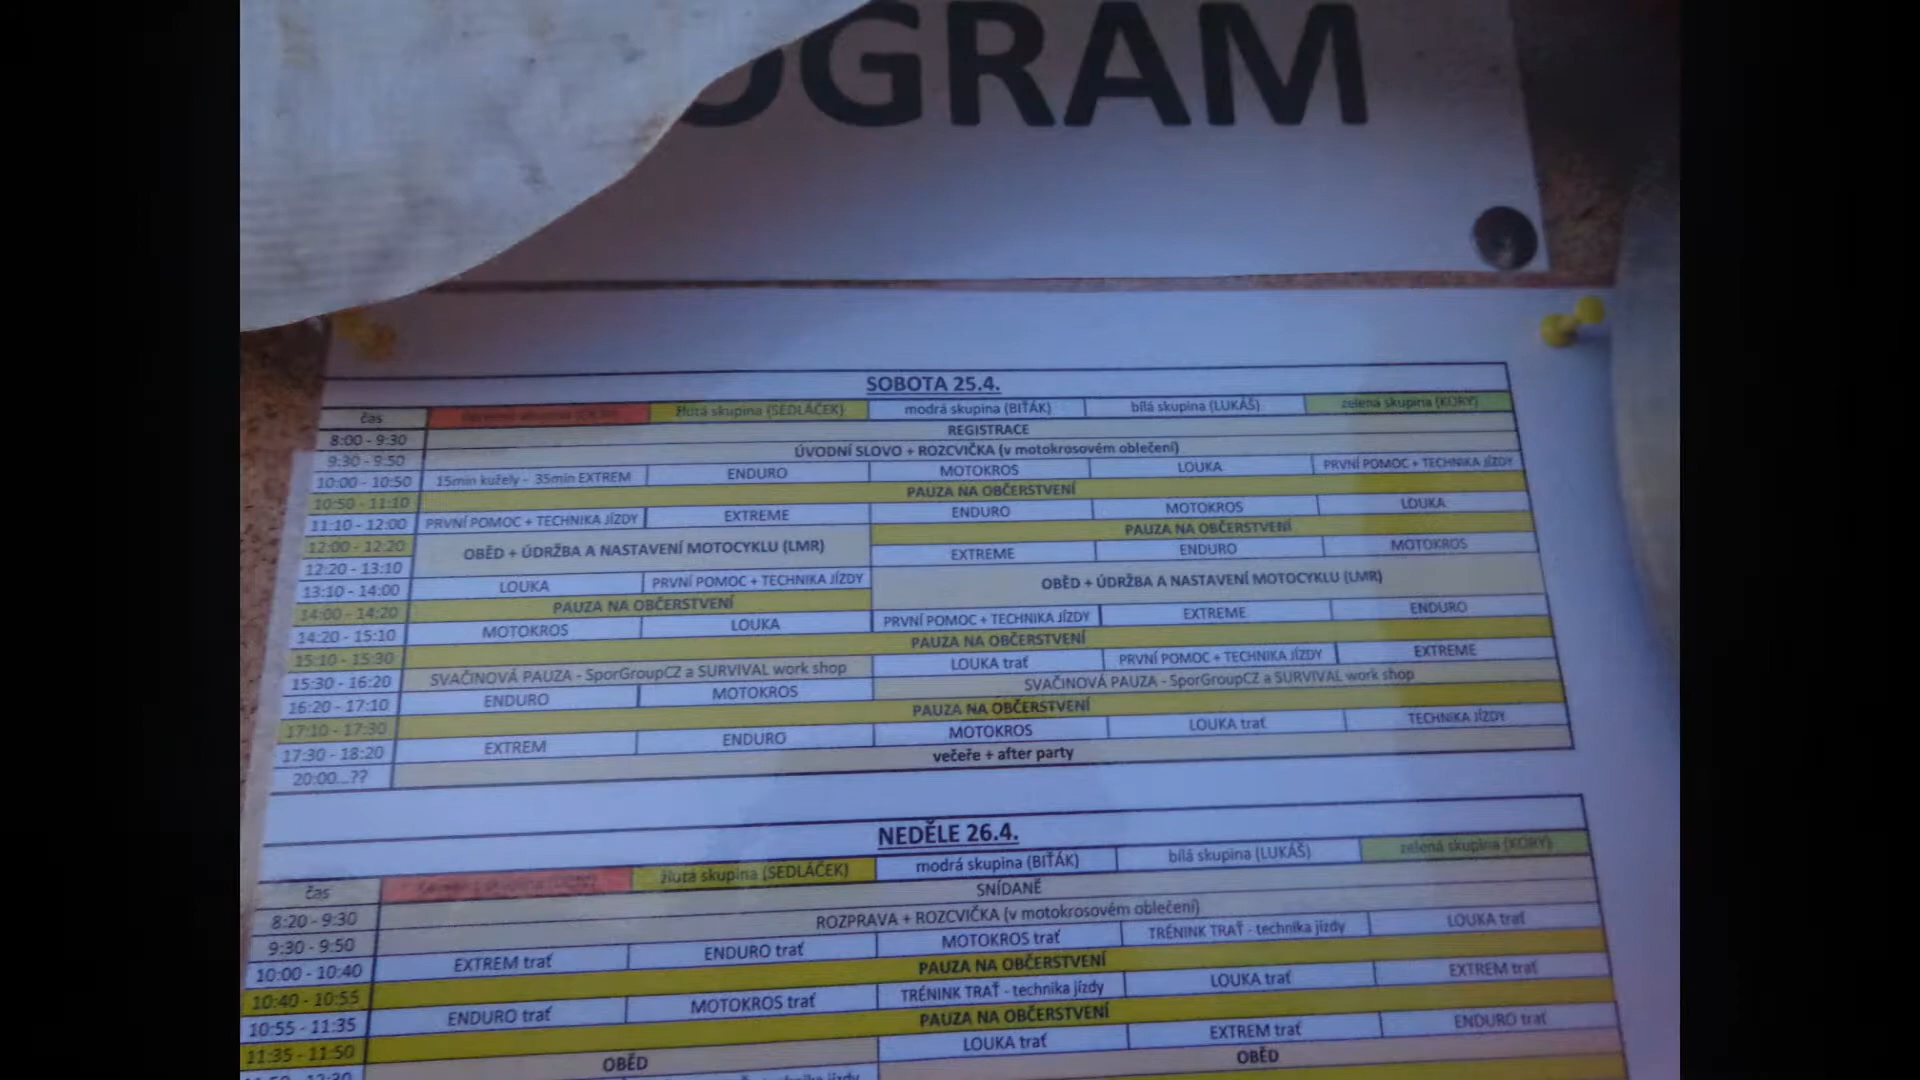 OGRAM
SOBOTA 25.4.
čas žlutá skupina (SEDLÁČEK) modrá skupina (BIŤÁK) bílá skupina (LUKÁŠ) zelená skupina (KORY)
8:00 - 9:30 REGISTRACE
9:30 - 9:50 ÚVODNÍ SLOVO + ROZCVIČKA (v motokrosovém oblečení)
10:00 - 10:50 15min kužely - 35min EXTREM ENDURO MOTOKROS LOUKA PRVNÍ POMOC + TECHNIKA JÍZDY
10:50 - 11:10 PAUZA NA OBČERSTVENÍ
11:10 - 12:00 PRVNÍ POMOC + TECHNIKA JÍZDY EXTREME ENDURO MOTOKROS LOUKA
12:00 - 12:20 OBĚD + ÚDRŽBA A NASTAVENÍ MOTOCYKLU (LMR) PAUZA NA OBČERSTVENÍ
12:20 - 13:10 EXTREME ENDURO MOTOKROS
13:10 - 14:00 LOUKA PRVNÍ POMOC + TECHNIKA JÍZDY OBĚD + ÚDRŽBA A NASTAVENÍ MOTOCYKLU (LMR)
14:00 - 14:20 PAUZA NA OBČERSTVENÍ
14:20 - 15:10 MOTOKROS LOUKA PRVNÍ POMOC + TECHNIKA JÍZDY EXTREME ENDURO
15:10 - 15:30 PAUZA NA OBČERSTVENÍ
15:30 - 16:20 SVAČINOVÁ PAUZA - SporGroupCZ a SURVIVAL work shop LOUKA trať PRVNÍ POMOC + TECHNIKA JÍZDY EXTREME
16:20 - 17:10 ENDURO MOTOKROS SVAČINOVÁ PAUZA - SporGroupCZ a SURVIVAL work shop
17:10 - 17:30 PAUZA NA OBČERSTVENÍ
17:30 - 18:20 EXTREM ENDURO MOTOKROS LOUKA trať TECHNIKA JÍZDY
20:00...?? večeře + after party
NEDĚLE 26.4.
čas žlutá skupina (SEDLÁČEK) modrá skupina (BIŤÁK) bílá skupina (LUKÁŠ) zelená skupina (KORY)
8:20 - 9:30 SNÍDANĚ
9:30 - 9:50 ROZPRAVA + ROZCVIČKA (v motokrosovém oblečení)
10:00 - 10:40 EXTREM trať ENDURO trať MOTOKROS trať TRÉNINK TRAŤ - technika jízdy LOUKA trať
10:40 - 10:55 PAUZA NA OBČERSTVENÍ
10:55 - 11:35 ENDURO trať MOTOKROS trať TRÉNINK TRAŤ - technika jízdy LOUKA trať EXTREM trať
11:35 - 11:50 PAUZA NA OBČERSTVENÍ
OBĚD LOUKA trať EXTREM trať ENDURO trať
OBĚD